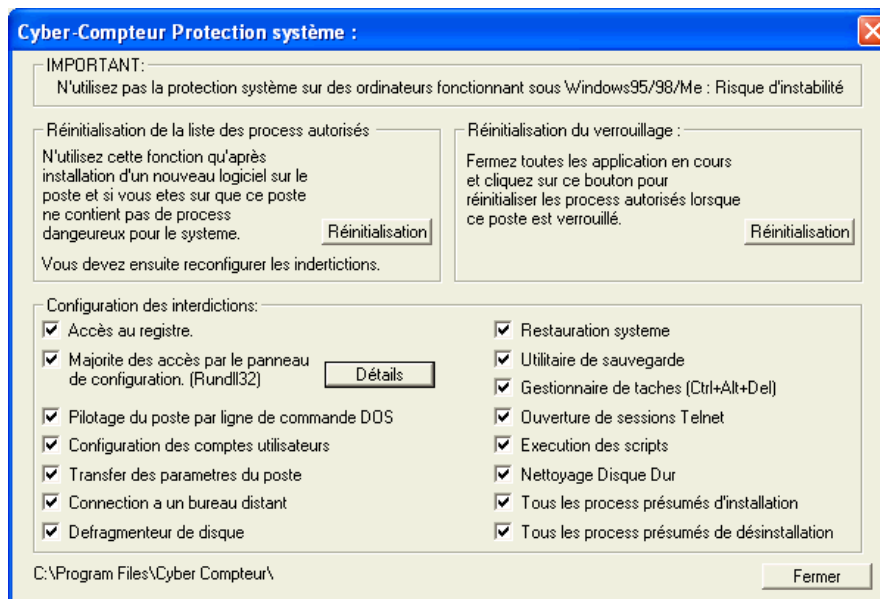 Cyber-Compteur Protection système :
IMPORTANT:
N'utilisez pas la protection système sur des ordinateurs fonctionnant sous Windows95/98/Me : Risque d'instabilité
Réinitialisation de la liste des process autorisés
N'utilisez cette fonction qu'après
installation d'un nouveau logiciel sur le
poste et si vous etes sur que ce poste
ne contient pas de process
dangeureux pour le systeme.
Réinitialisation
Vous devez ensuite reconfigurer les indertictions.
Réinitialisation du verrouillage :
Fermez toutes les application en cours
et cliquez sur ce bouton pour
réinitialiser les process autorisés lorsque
ce poste est verrouillé.
Réinitialisation
Configuration des interdictions:
Accès au registre.
Majorite des accès par le panneau
de configuration. (Rundll32)
Détails
Pilotage du poste par ligne de commande DOS
Configuration des comptes utilisateurs
Transfer des parametres du poste
Connection a un bureau distant
Defragmenteur de disque
Restauration systeme
Utilitaire de sauvegarde
Gestionnaire de taches (Ctrl+Alt+Del)
Ouverture de sessions Telnet
Execution des scripts
Nettoyage Disque Dur
Tous les process présumés d'installation
Tous les process présumés de désinstallation
C:\Program Files\Cyber Compteur\
Fermer